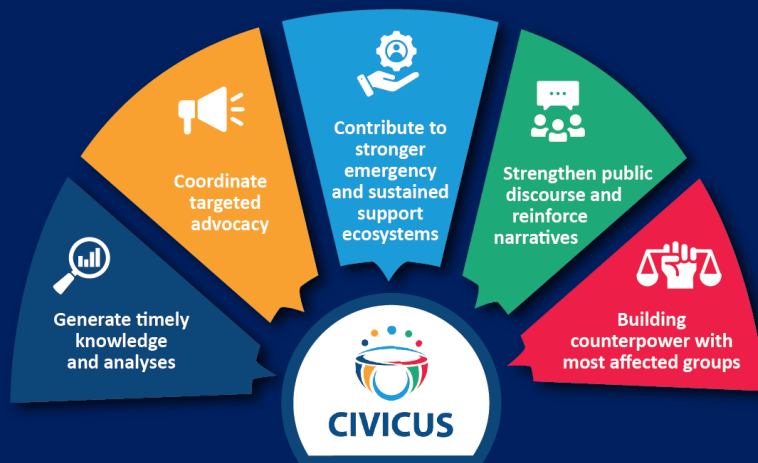 Generate timely
knowledge
and analyses
Coordinate
targeted
advocacy
Contribute to
stronger
emergency
and sustained
support
ecosystems
Strengthen public
discourse and
reinforce
narratives
Building
counterpower with
most affected groups
CIVICUS